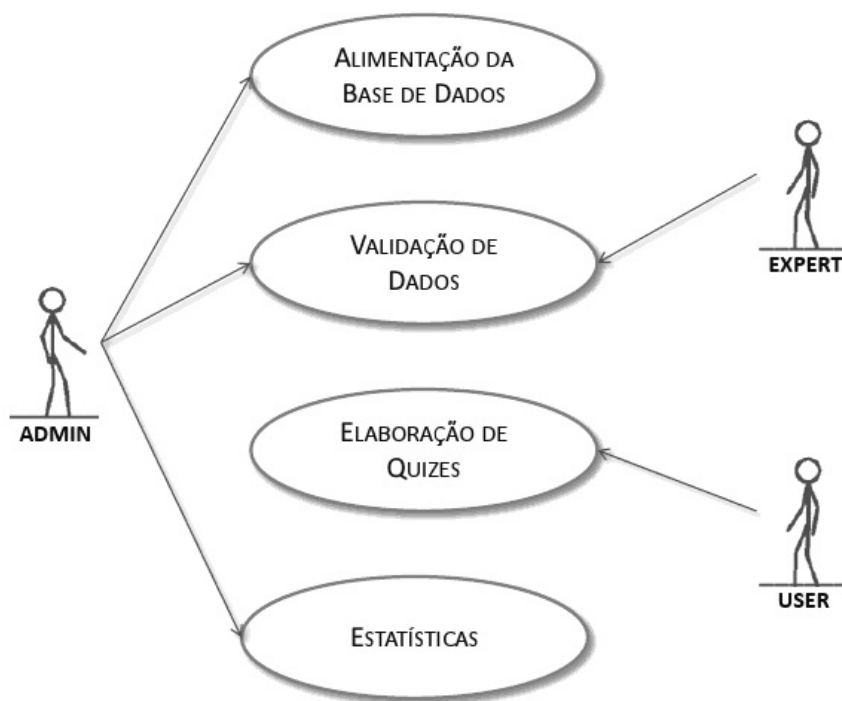 ALIMENTAÇÃO DA
BASE DE DADOS
VALIDAÇÃO DE
DADOS
EXPERT
ADMIN
ELABORAÇÃO DE
QUIZES
USER
ESTATÍSTICAS